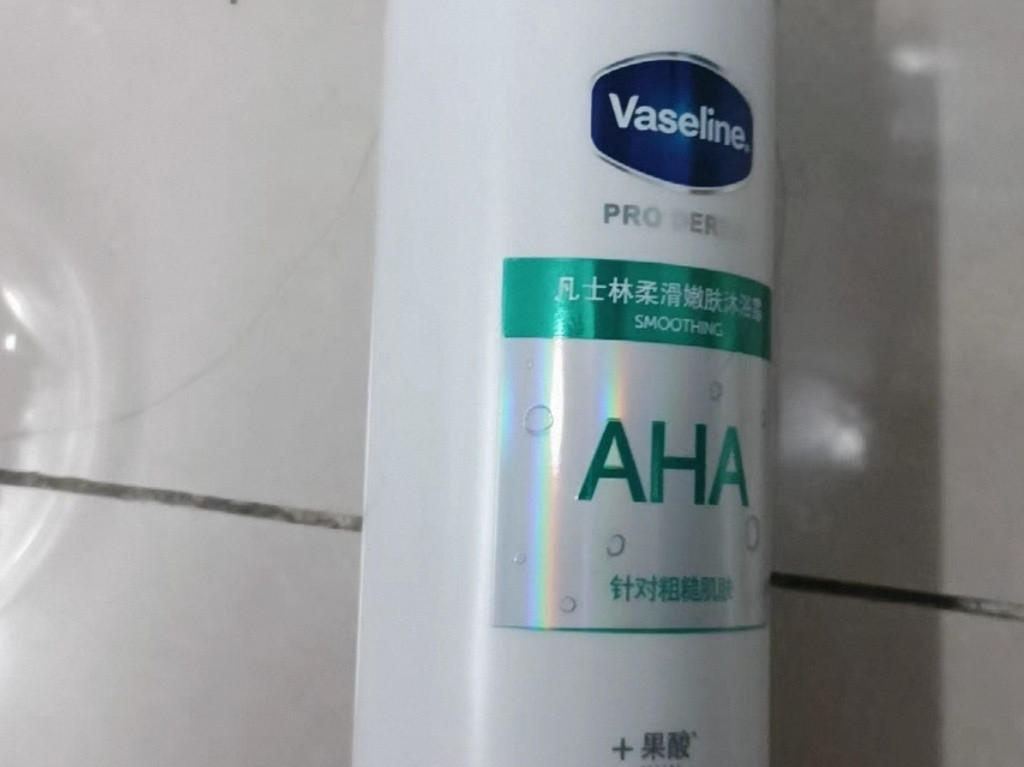 Vaseline
PRO DERMA
凡士林柔滑嫩肤沐浴露
SMOOTHING
AHA
针对粗糙肌肤
+果酸